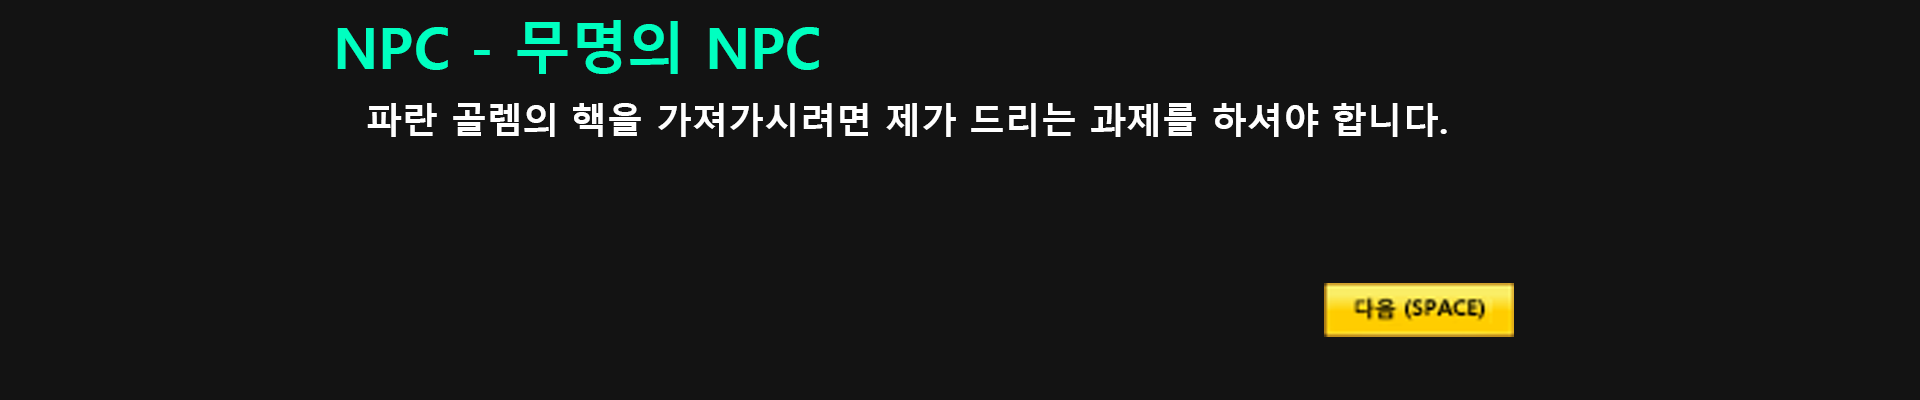 NPC - 무명의 NPC
파란 골렘의 핵을 가져가시려면 제가 드리는 과제를 하셔야 합니다.
다음 (SPACE)